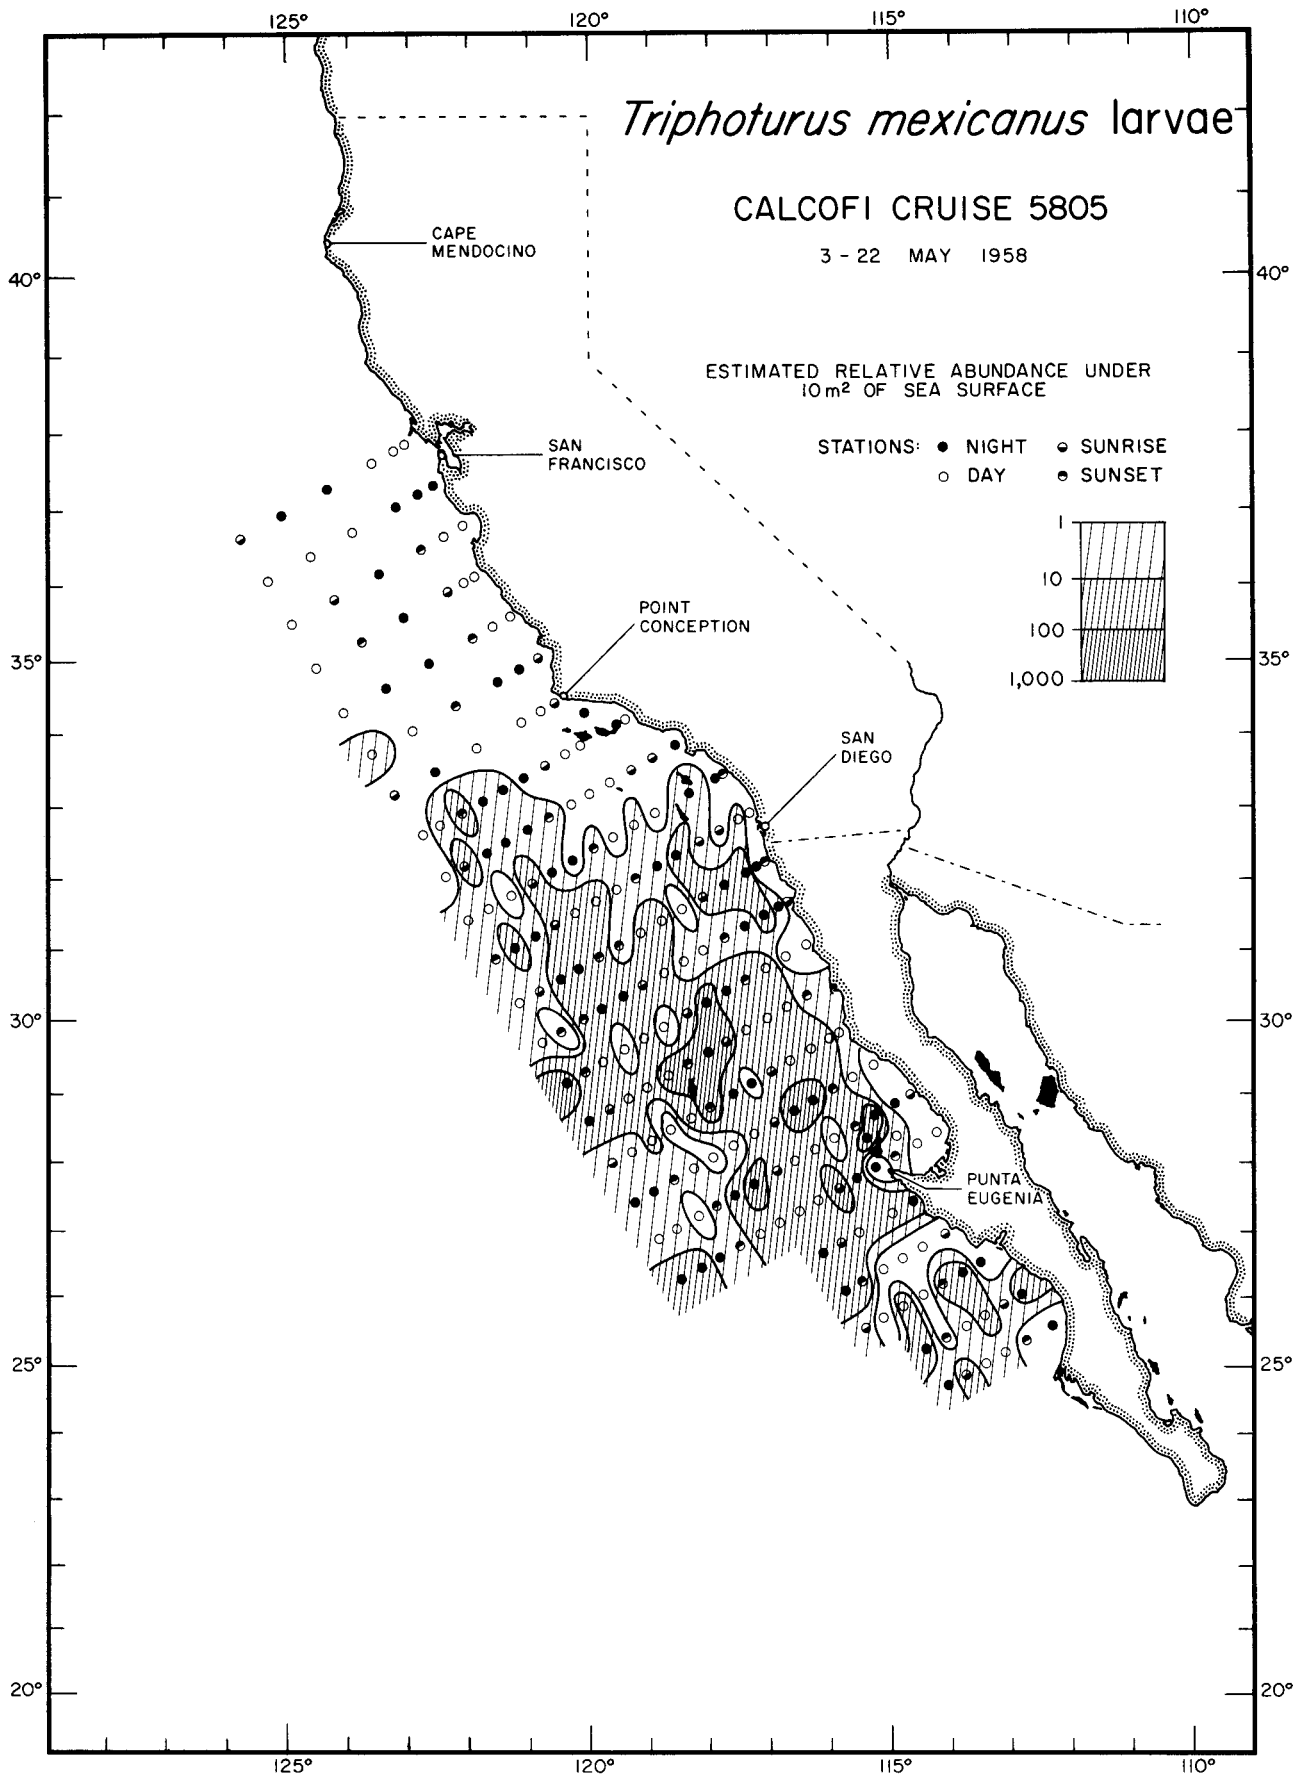 125° 120° 115° 110°
Triphoturus mexicanus larvae
CALCOFI CRUISE 5805
3 - 22 MAY 1958
CAPE
MENDOCINO
40° 40°
ESTIMATED RELATIVE ABUNDANCE UNDER
10 m² OF SEA SURFACE
STATIONS: ● NIGHT ◒ SUNRISE
○ DAY ◓ SUNSET
SAN
FRANCISCO
1
10
100
1,000
POINT
CONCEPTION
35° 35°
SAN
DIEGO
30° 30°
PUNTA
EUGENIA
25° 25°
20° 20°
125° 120° 115° 110°